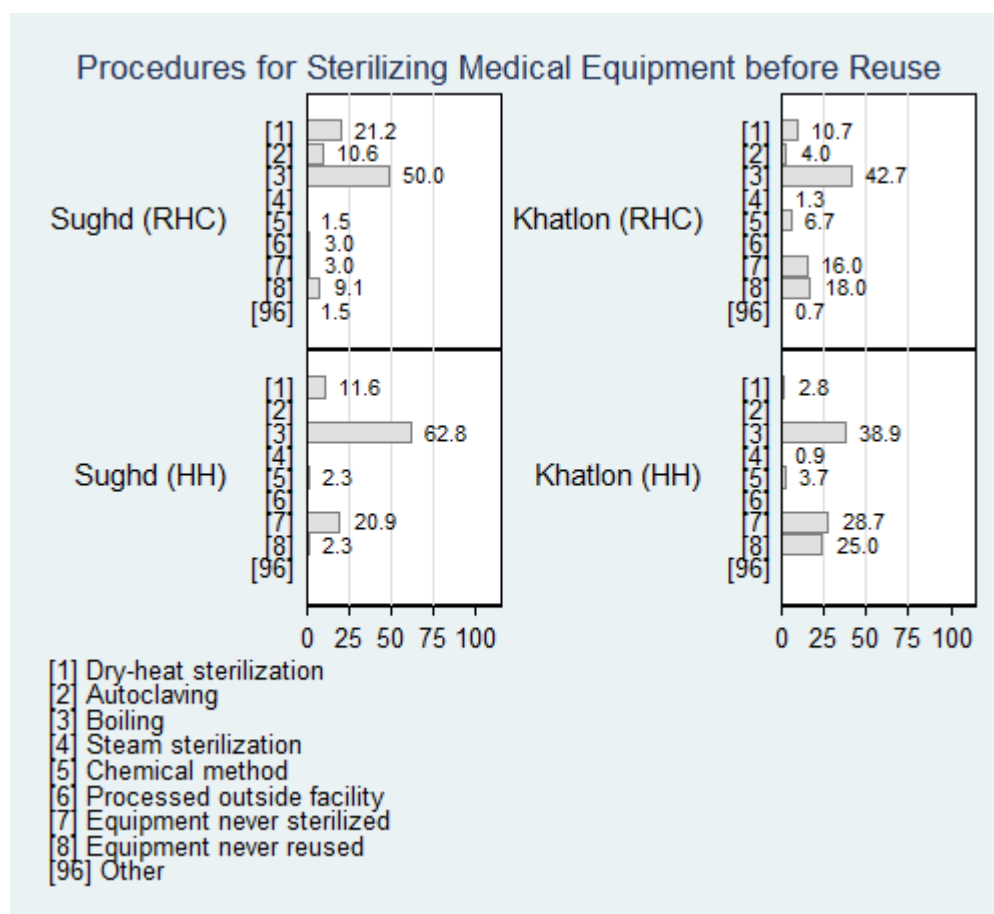 Procedures for Sterilizing Medical Equipment before Reuse
Sughd (RHC)
[1] 21.2
[2] 10.6
[3] 50.0
[4]
[5] 1.5
[6] 3.0
[7] 3.0
[8] 9.1
[96] 1.5
Khatlon (RHC)
[1] 10.7
[2] 4.0
[3] 42.7
[4] 1.3
[5] 6.7
[6]
[7] 16.0
[8] 18.0
[96] 0.7
Sughd (HH)
[1] 11.6
[2]
[3] 62.8
[4]
[5] 2.3
[6]
[7] 20.9
[8] 2.3
[96]
0 25 50 75 100
Khatlon (HH)
[1] 2.8
[2]
[3] 38.9
[4] 0.9
[5] 3.7
[6]
[7] 28.7
[8] 25.0
[96]
0 25 50 75 100
[1] Dry-heat sterilization
[2] Autoclaving
[3] Boiling
[4] Steam sterilization
[5] Chemical method
[6] Processed outside facility
[7] Equipment never sterilized
[8] Equipment never reused
[96] Other